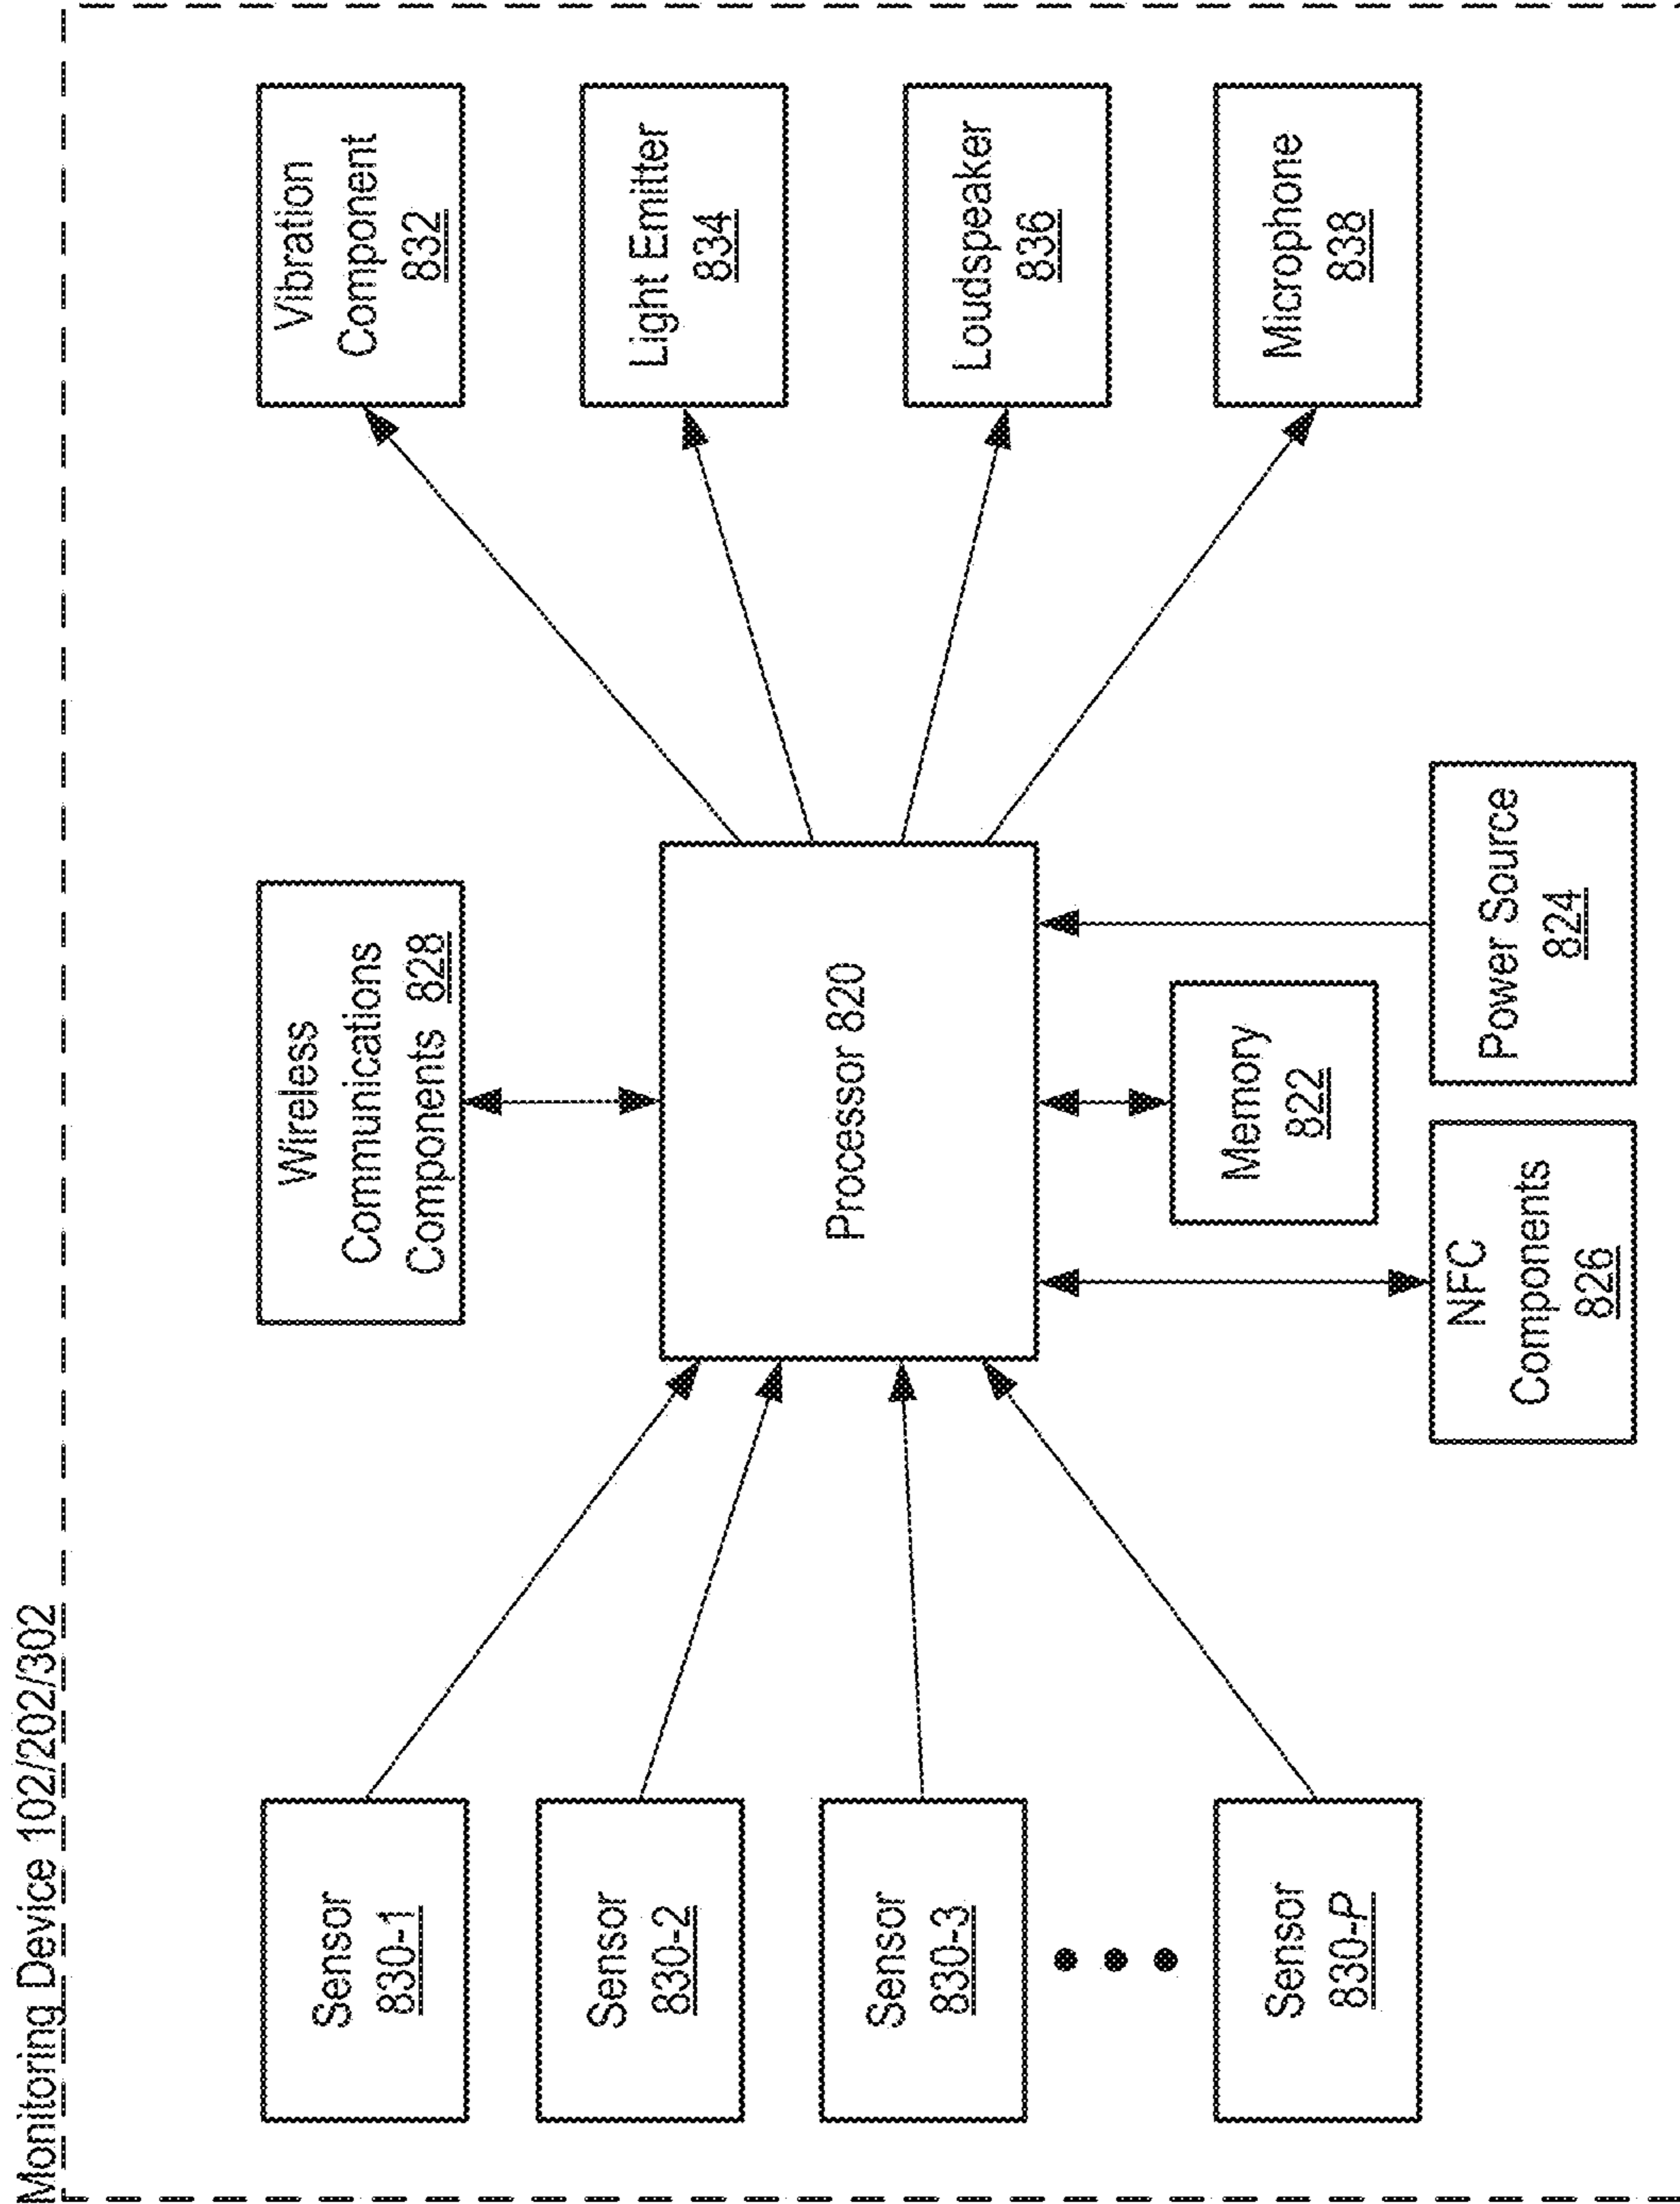 Monitoring Device 102/202/302
Sensor
830-1
Sensor
830-2
Sensor
830-3
Sensor
830-P
Wireless
Communications
Components 828
Processor 820
Memory
822
NFC
Components
826
Power Source
824
Vibration
Component
832
Light Emitter
834
Loudspeaker
836
Microphone
838